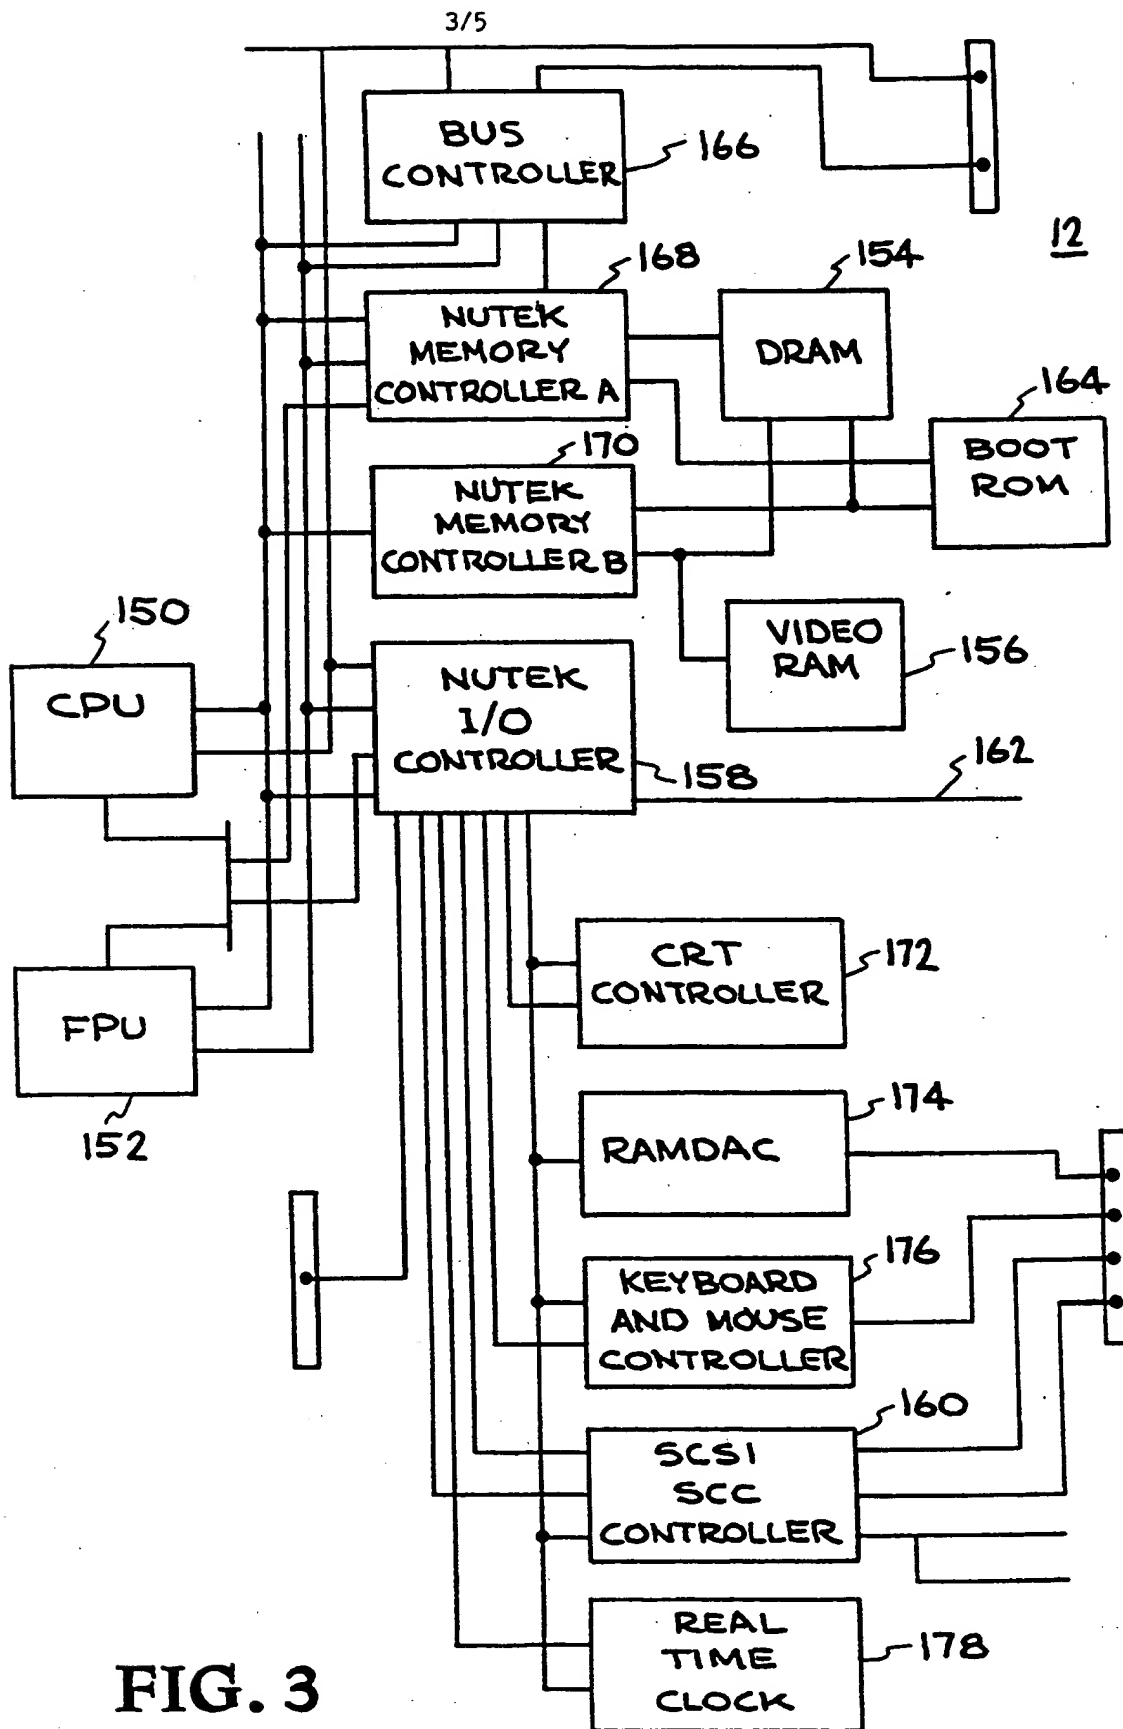 3/5
BUS
CONTROLLER
166
12
168
154
NUTEK
MEMORY
CONTROLLER A
DRAM
164
BOOT
ROM
170
NUTEK
MEMORY
CONTROLLER B
150
CPU
VIDEO
RAM
156
NUTEK
I/O
CONTROLLER
158
162
FPU
152
CRT
CONTROLLER
172
174
RAMDAC
176
KEYBOARD
AND MOUSE
CONTROLLER
160
SCSI
SCC
CONTROLLER
REAL
TIME
CLOCK
178
FIG. 3